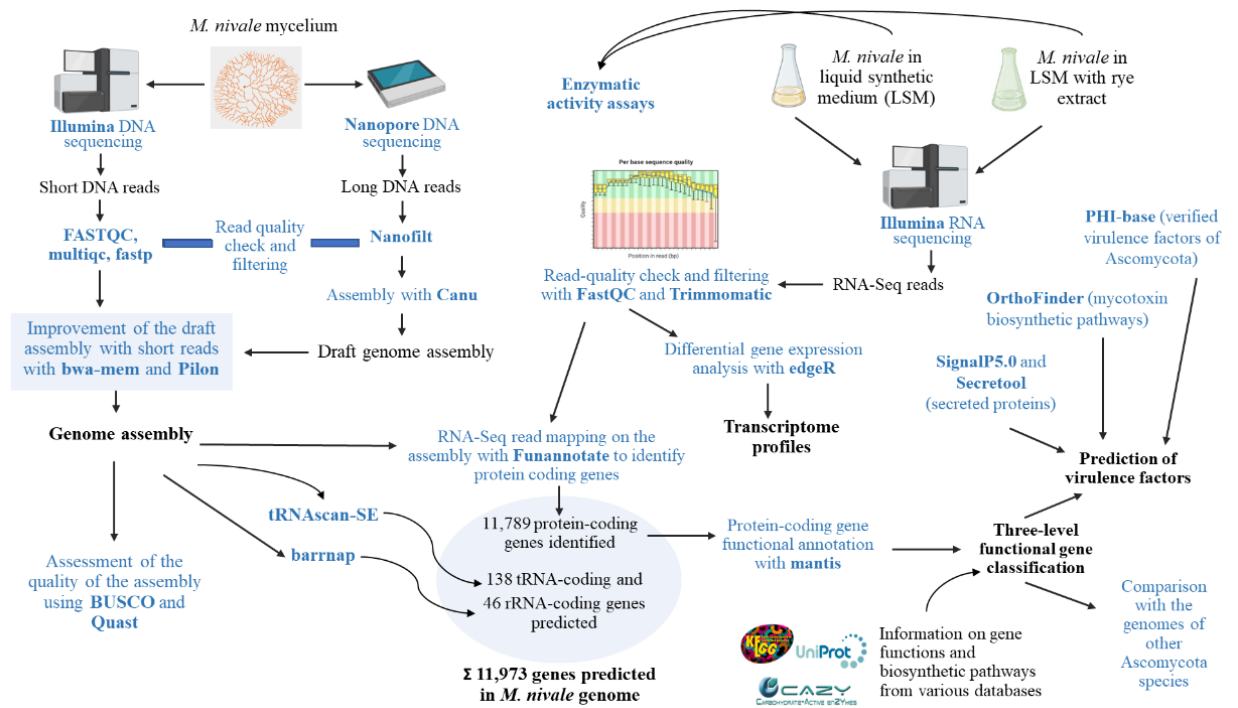 M. nivale mycelium
Illumina DNA
sequencing
Nanopore DNA
sequencing
Short DNA reads
Long DNA reads
FASTQC,
multiqc, fastp
Read quality
check and
filtering
Nanofilt
Assembly with Canu
Improvement of the draft
assembly with short reads
with bwa-mem and Pilon
Draft genome assembly
Genome assembly
tRNAscan-SE
barrnap
Assessment of the
quality of the assembly
using BUSCO and
Quast
Enzymatic
activity assays
M. nivale in
liquid synthetic
medium (LSM)
M. nivale in
LSM with rye
extract
Illumina RNA
sequencing
RNA-Seq reads
Per base sequence quality
Quality
Position in read (bp)
Read-quality check and filtering
with FastQC and Trimmomatic
Differential gene expression
analysis with edgeR
Transcriptome
profiles
RNA-Seq read mapping on the
assembly with Funannotate to identify
protein coding genes
11,789 protein-coding
genes identified
138 tRNA-coding and
46 rRNA-coding genes
predicted
Σ 11,973 genes predicted
in M. nivale genome
Protein-coding gene
functional annotation
with mantis
PHI-base (verified
virulence factors of
Ascomycota)
OrthoFinder (mycotoxin
biosynthetic pathways)
SignalP5.0 and
Secretool
(secreted proteins)
Prediction of
virulence factors
Three-level
functional gene
classification
Comparison
with the
genomes of
other
Ascomycota
species
KEGG
UniProt
CAZY
CARBOHYDRATE-ACTIVE ENZYMES
Information on gene
functions and
biosynthetic pathways
from various databases